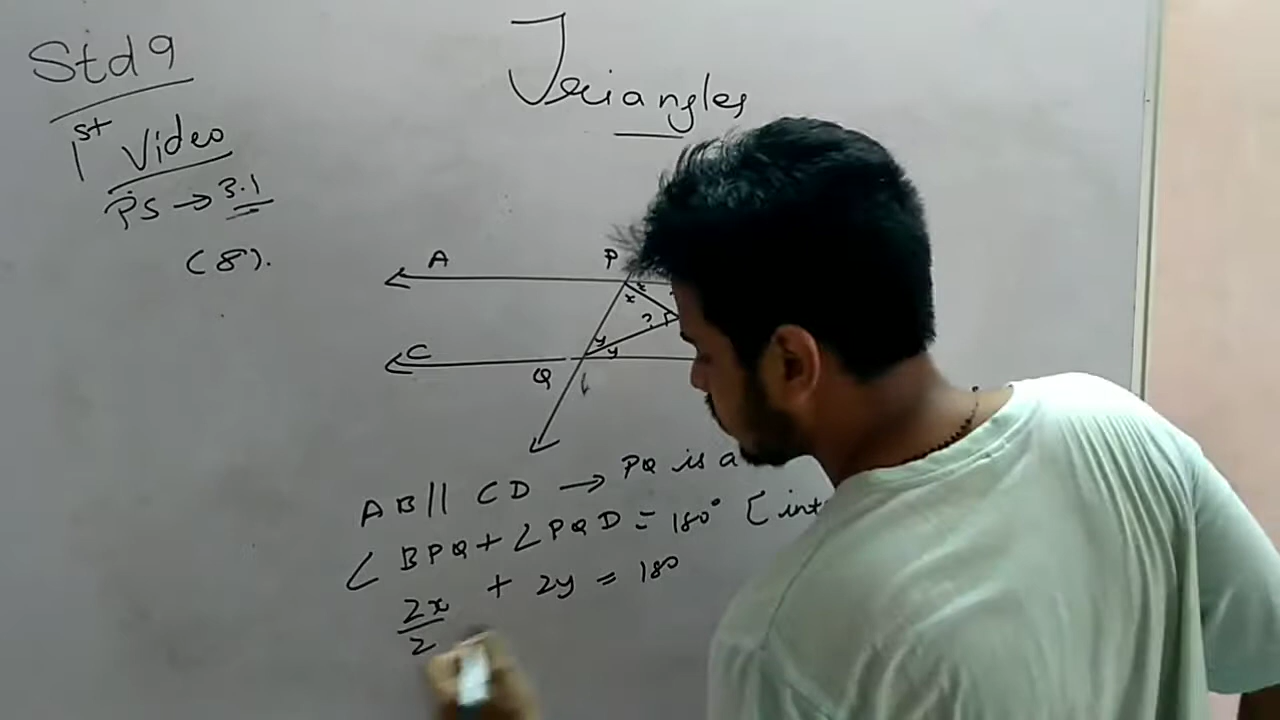 Std 9
Triangles
1st Video
PS → 3.1
(8).
A P
x x
?
y y
C
Q l
AB || CD → PQ is a
∠BPQ + ∠PQD = 180° [int
2x + 2y = 180
2